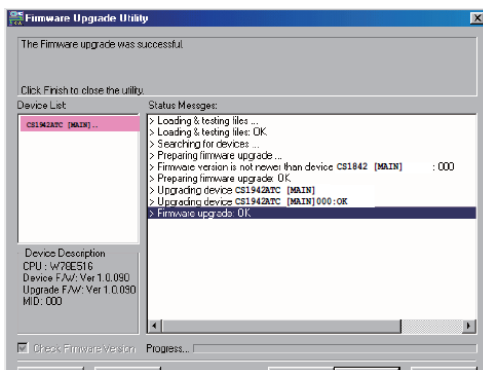 Firmware Upgrade Utility
The Firmware upgrade was successful.
Click Finish to close the utility.
Device List:
CS1942ATC [MAIN]...
Status Messges:
> Loading & testing files ...
> Loading & testing files: OK
> Searching for devices ...
> Preparing firmware upgrade ...
> Firmware version is not newer than device CS1842 [MAIN] : 000
> Preparing firmware upgrade: OK
> Upgrading device CS1942ATC [MAIN]
> Upgrading device CS1942ATC [MAIN]000:OK
> Firmware upgrade: OK
Device Description
CPU : W78E516
Device F/W: Ver 1.0.090
Upgrade F/W: Ver 1.0.090
MID: 000
Check Firmware Version
Progress...